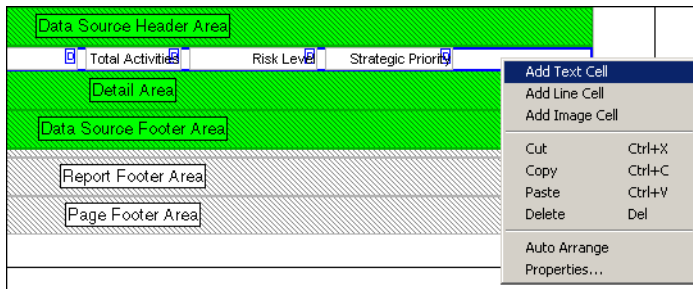 Data Source Header Area
D Total Activities D Risk Level D Strategic Priority D
Detail Area
Data Source Footer Area
Report Footer Area
Page Footer Area
Add Text Cell
Add Line Cell
Add Image Cell
Cut Ctrl+X
Copy Ctrl+C
Paste Ctrl+V
Delete Del
Auto Arrange
Properties...